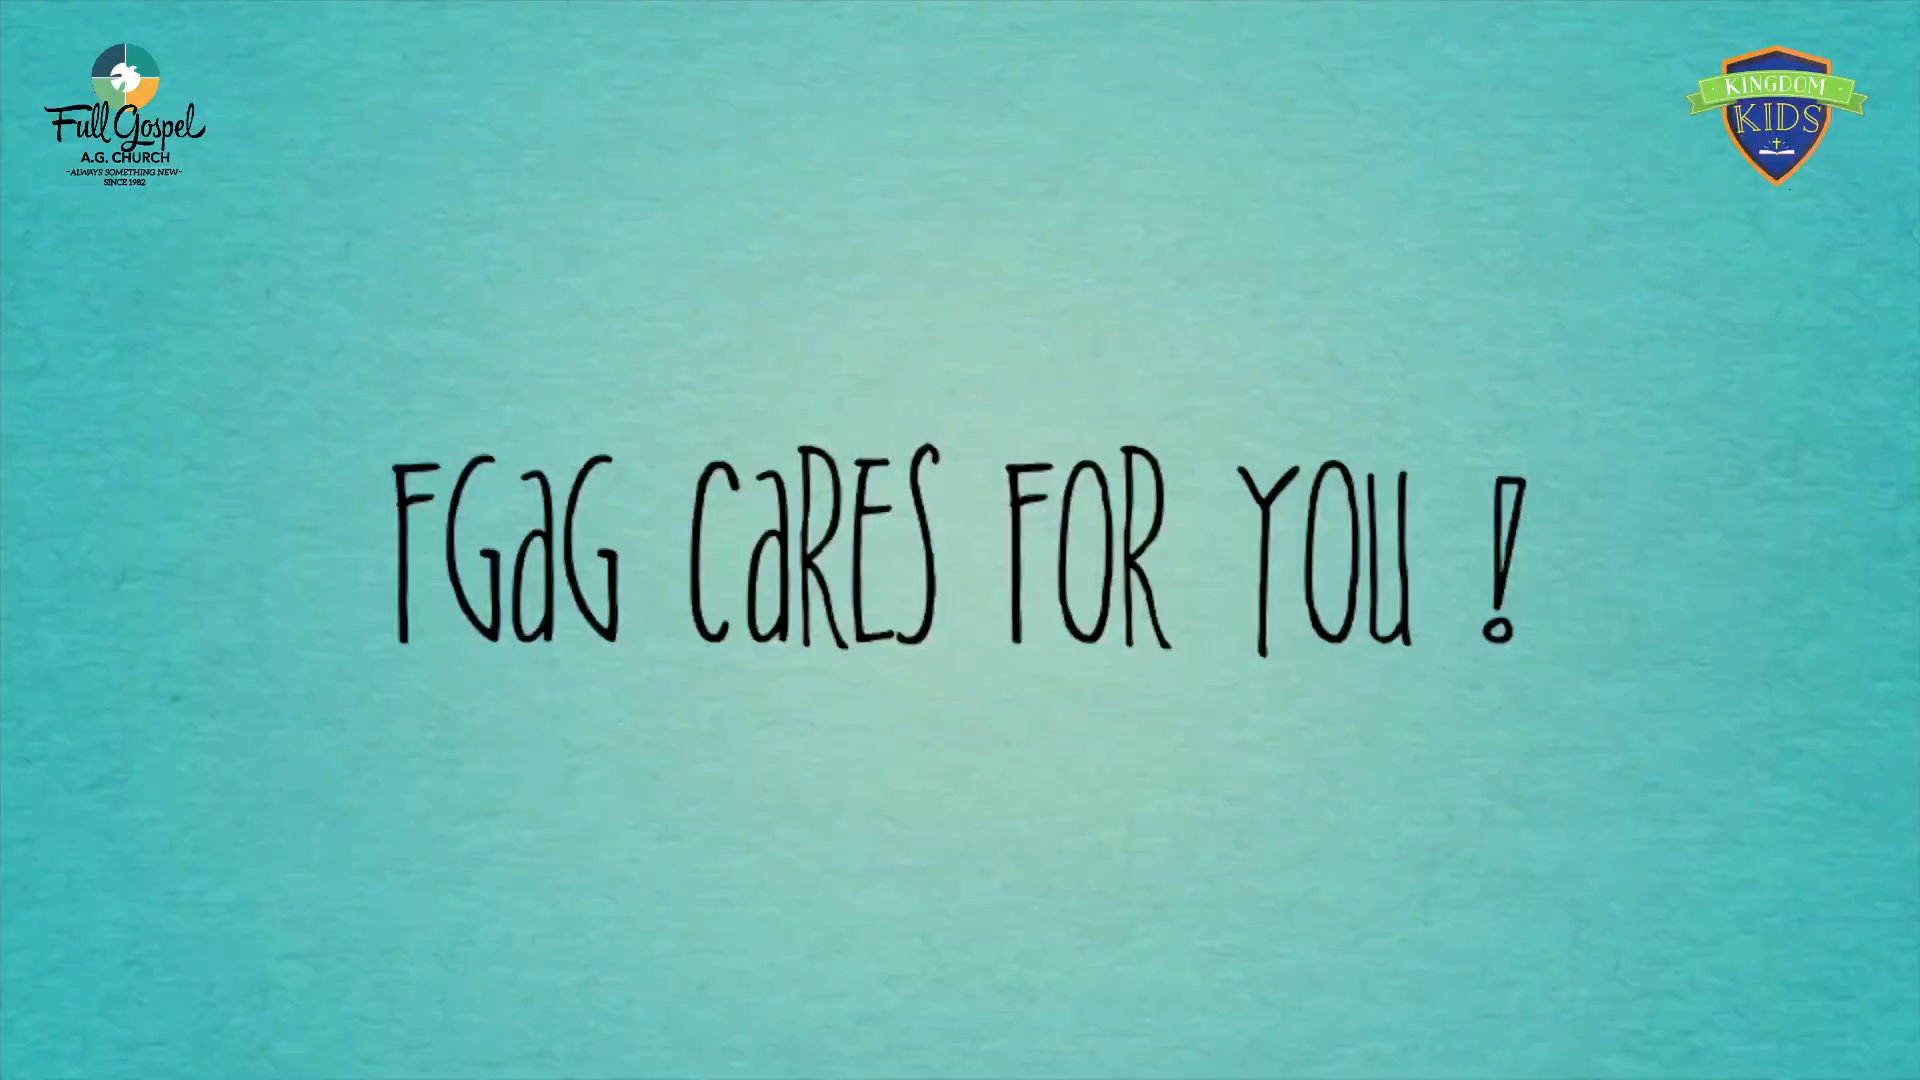 Full Gospel
A.G. CHURCH
-ALWAYS SOMETHING NEW-
SINCE 1982
KINGDOM
KIDS
FGaG CaRES FOR YOU !